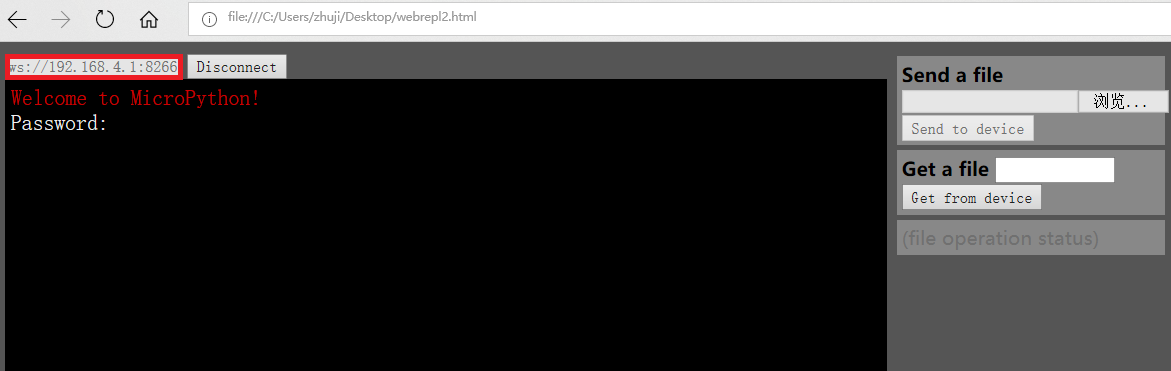 file:///C:/Users/zhuji/Desktop/webrepl2.html
ws://192.168.4.1:8266
Disconnect
Welcome to MicroPython!
Password:
Send a file
浏览...
Send to device
Get a file
Get from device
(file operation status)